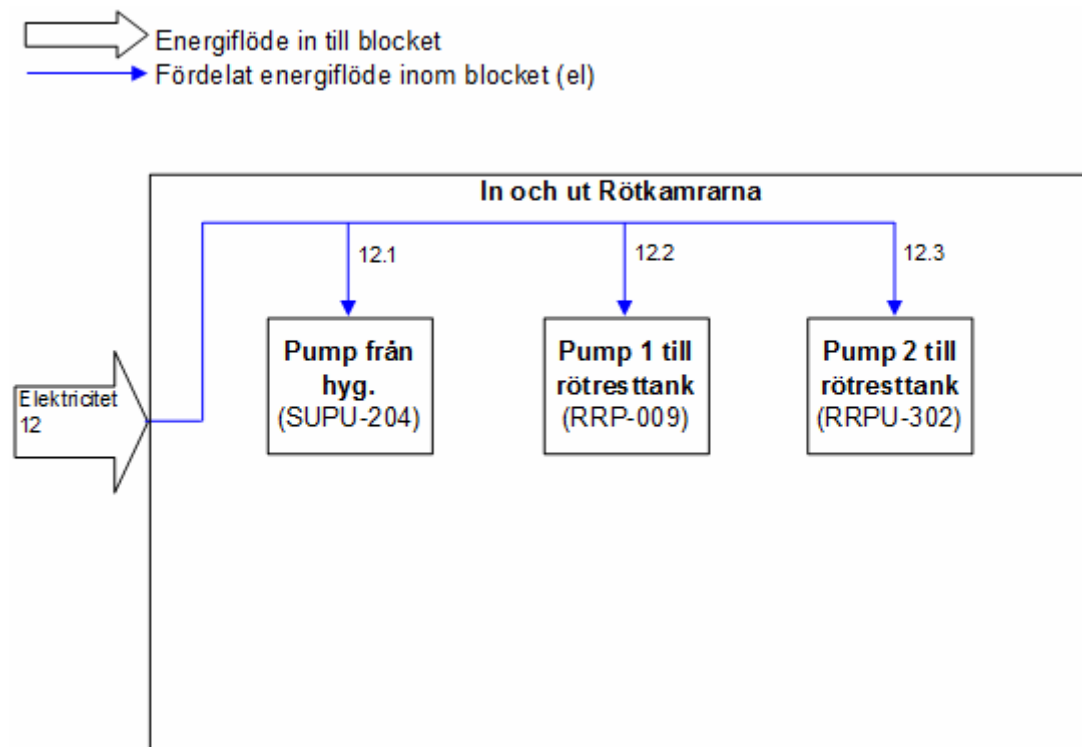 Energiflöde in till blocket
Fördelat energiflöde inom blocket (el)
In och ut Rötkamrarna
12.1
12.2
12.3
Pump från
hyg.
(SUPU-204)
Pump 1 till
rötresttank
(RRP-009)
Pump 2 till
rötresttank
(RRPU-302)
Elektricitet
12